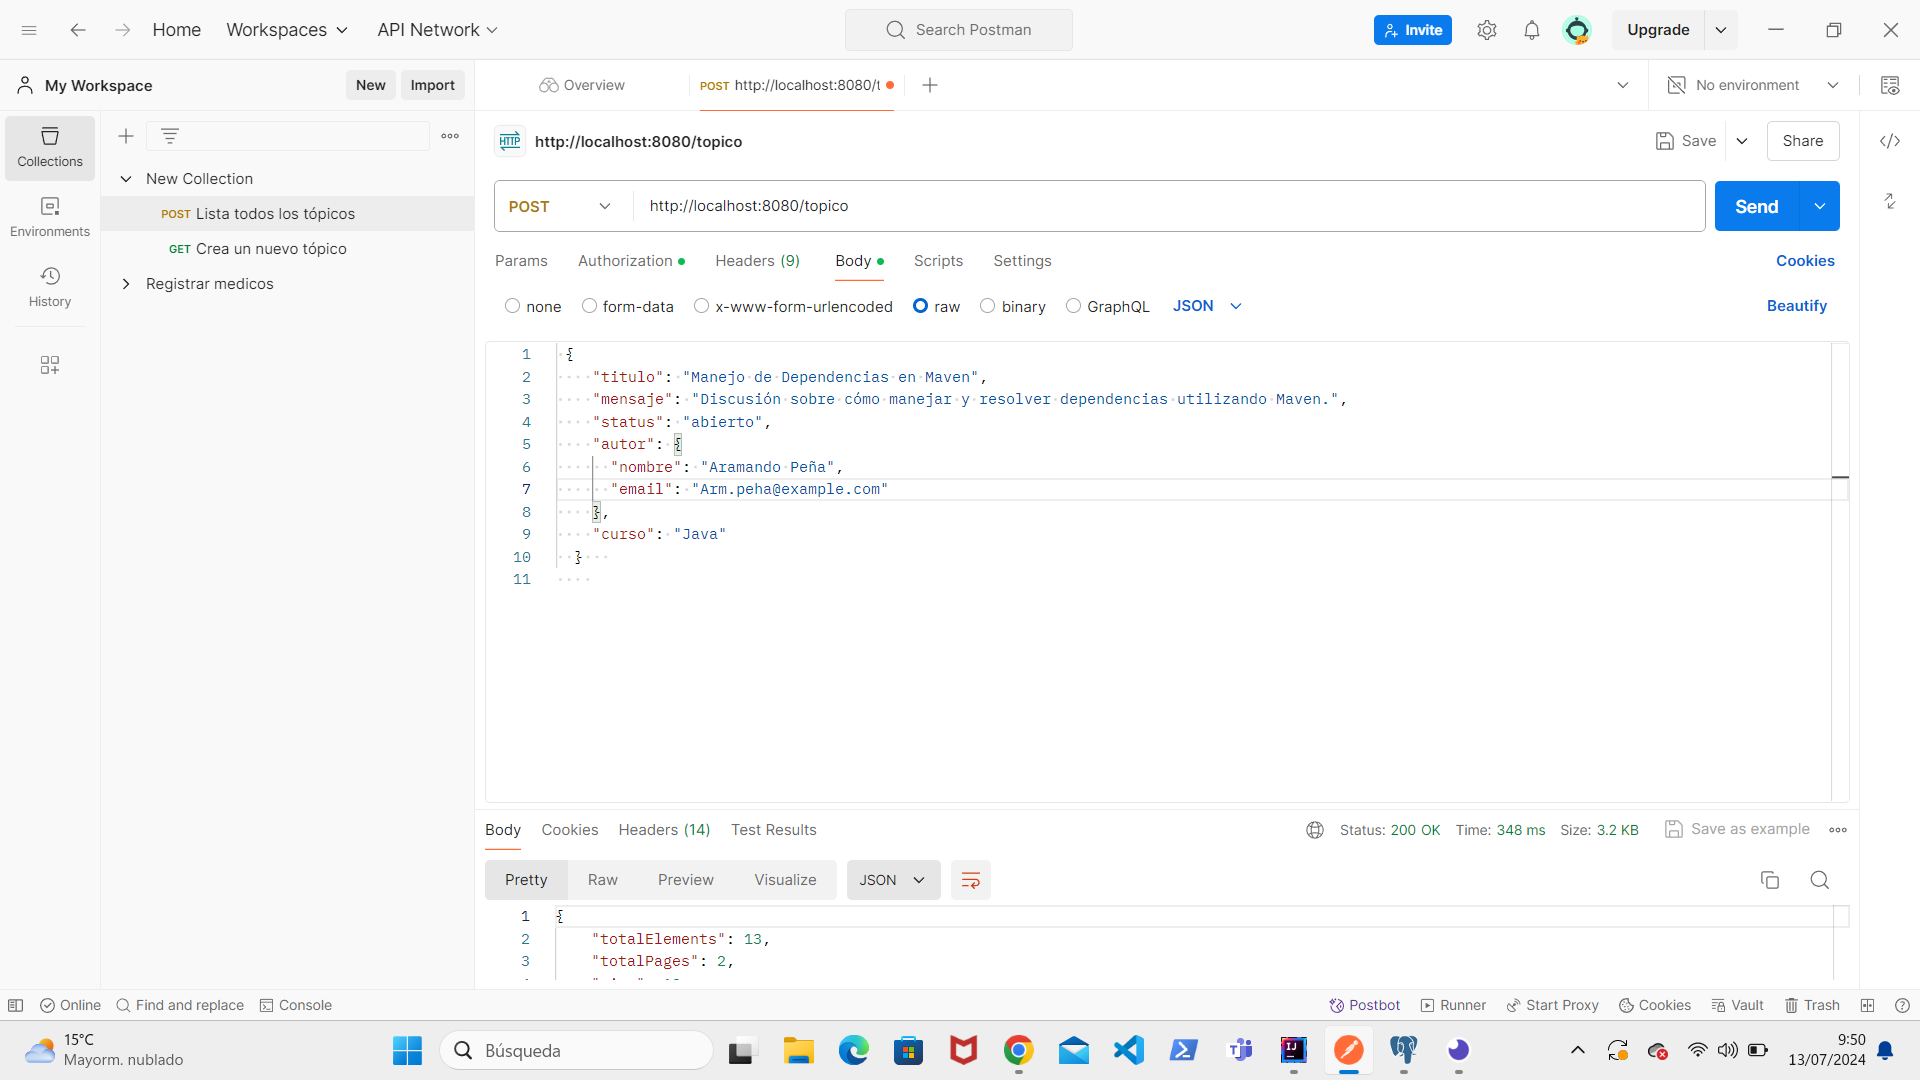 Home Workspaces API Network Search Postman Invite Upgrade
My Workspace New Import Overview POST http://localhost:8080/t No environment
Collections
Environments
History
New Collection
POST Lista todos los tópicos
GET Crea un nuevo tópico
Registrar medicos
HTTP http://localhost:8080/topico Save Share
POST http://localhost:8080/topico Send
Params Authorization Headers (9) Body Scripts Settings Cookies
none form-data x-www-form-urlencoded raw binary GraphQL JSON Beautify
1 {
2 "titulo": "Manejo de Dependencias en Maven",
3 "mensaje": "Discusión sobre cómo manejar y resolver dependencias utilizando Maven.",
4 "status": "abierto",
5 "autor": {
6 "nombre": "Aramando Peña",
7 "email": "Arm.peha@example.com"
8 },
9 "curso": "Java"
10 }
11
Body Cookies Headers (14) Test Results Status: 200 OK Time: 348 ms Size: 3.2 KB Save as example
Pretty Raw Preview Visualize JSON
1 {
2 "totalElements": 13,
3 "totalPages": 2,
Online Find and replace Console Postbot Runner Start Proxy Cookies Vault Trash
15°C
Mayorm. nublado
Búsqueda
9:50
13/07/2024